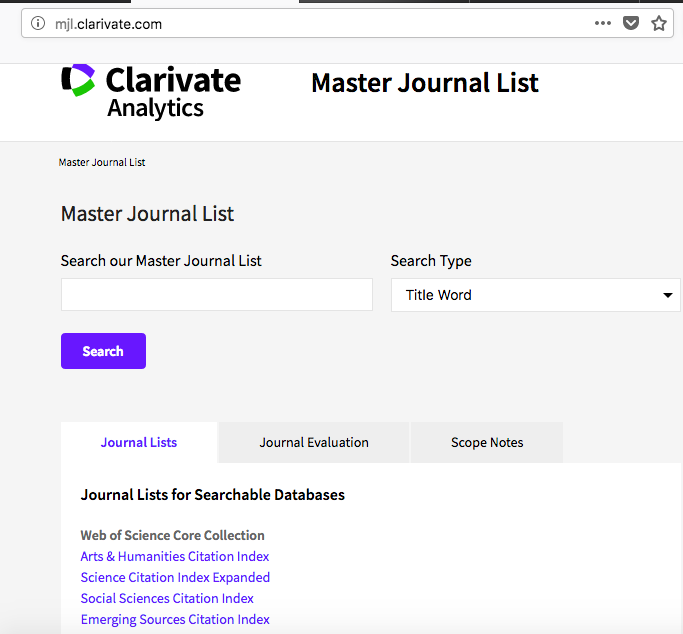 mjl.clarivate.com
Clarivate
Analytics
Master Journal List
Master Journal List
Master Journal List
Search our Master Journal List
Search Type
Title Word
Search
Journal Lists
Journal Evaluation
Scope Notes
Journal Lists for Searchable Databases
Web of Science Core Collection
Arts & Humanities Citation Index
Science Citation Index Expanded
Social Sciences Citation Index
Emerging Sources Citation Index